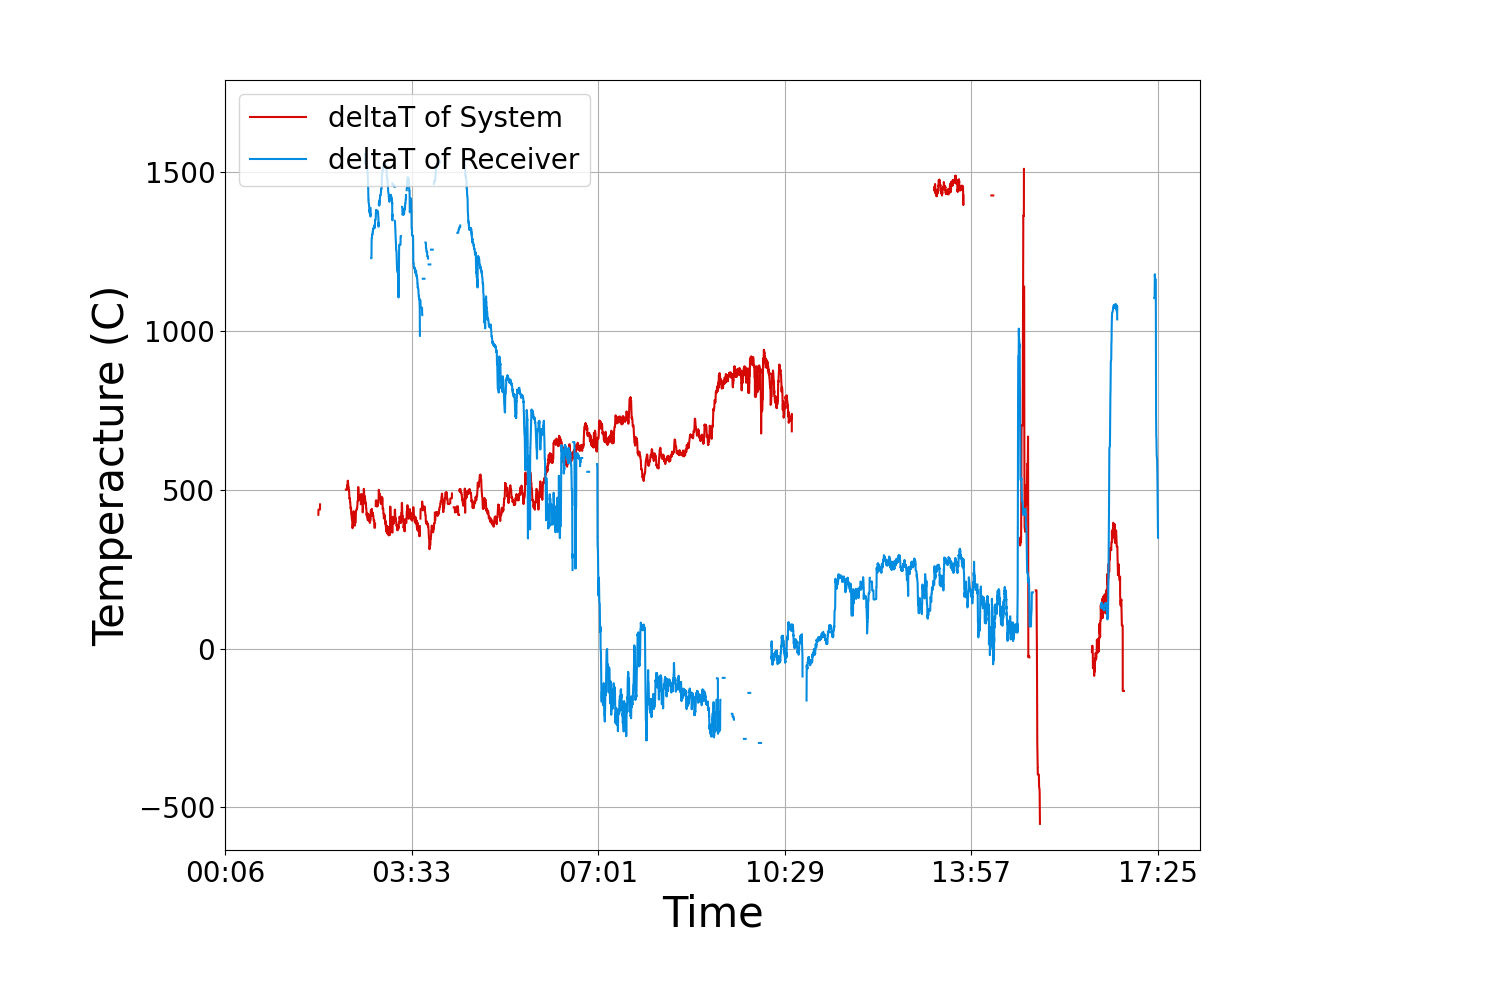 deltaT of System
deltaT of Receiver
1500
1000
500
0
−500
Temperacture (C)
00:06 03:33 07:01 10:29 13:57 17:25
Time